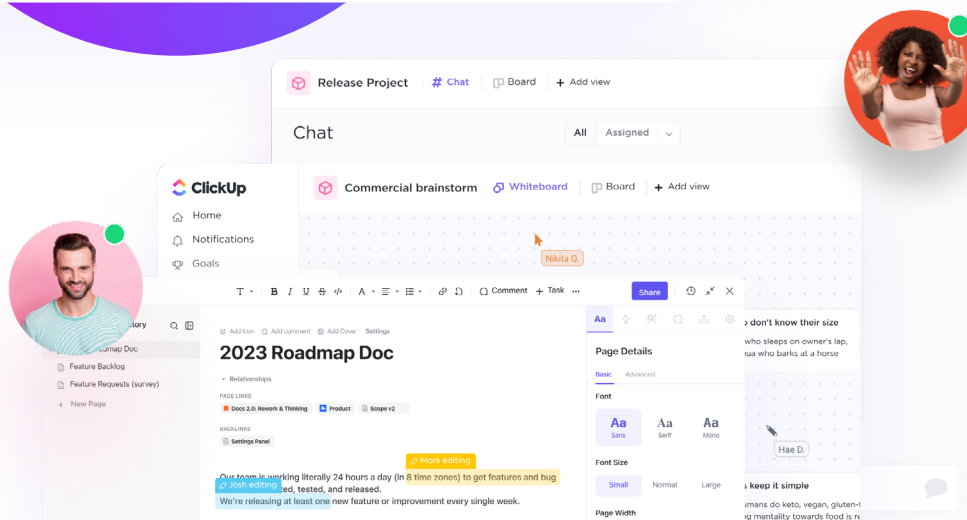 Release Project
# Chat
Board
+ Add view
Chat
All
Assigned
ClickUp
Commercial brainstorm
Whiteboard
Board
+ Add view
Home
Notifications
Goals
Nikita Q.
T
B I U S </> A
Comment
+ Task ...
Share
tory
Doc
Feature Backlog
Feature Requests (survey)
+ New Page
Add Icon
Add comment
Add Cover
Settings
2023 Roadmap Doc
Relationships
PAGE LINKS
Docs 2.0: Rework & Thinking
Product
Scope v2
BACKLINKS
Settings Panel
Mark editing
Our team is working literally 24 hours a day (in 8 time zones) to get features and bug
Josh editing
ted, tested, and released.
We're releasing at least one new feature or improvement every single week.
Aa
Page Details
Basic
Advanced
Font
Aa Aa Aa
Sans Serif Mono
Font Size
Small Normal Large
Page Width
don't know their size
who sleeps on owner's lap,
who barks at a horse
Hae D.
keep it simple
do keto, vegan, gluten-f
mentality towards food is re